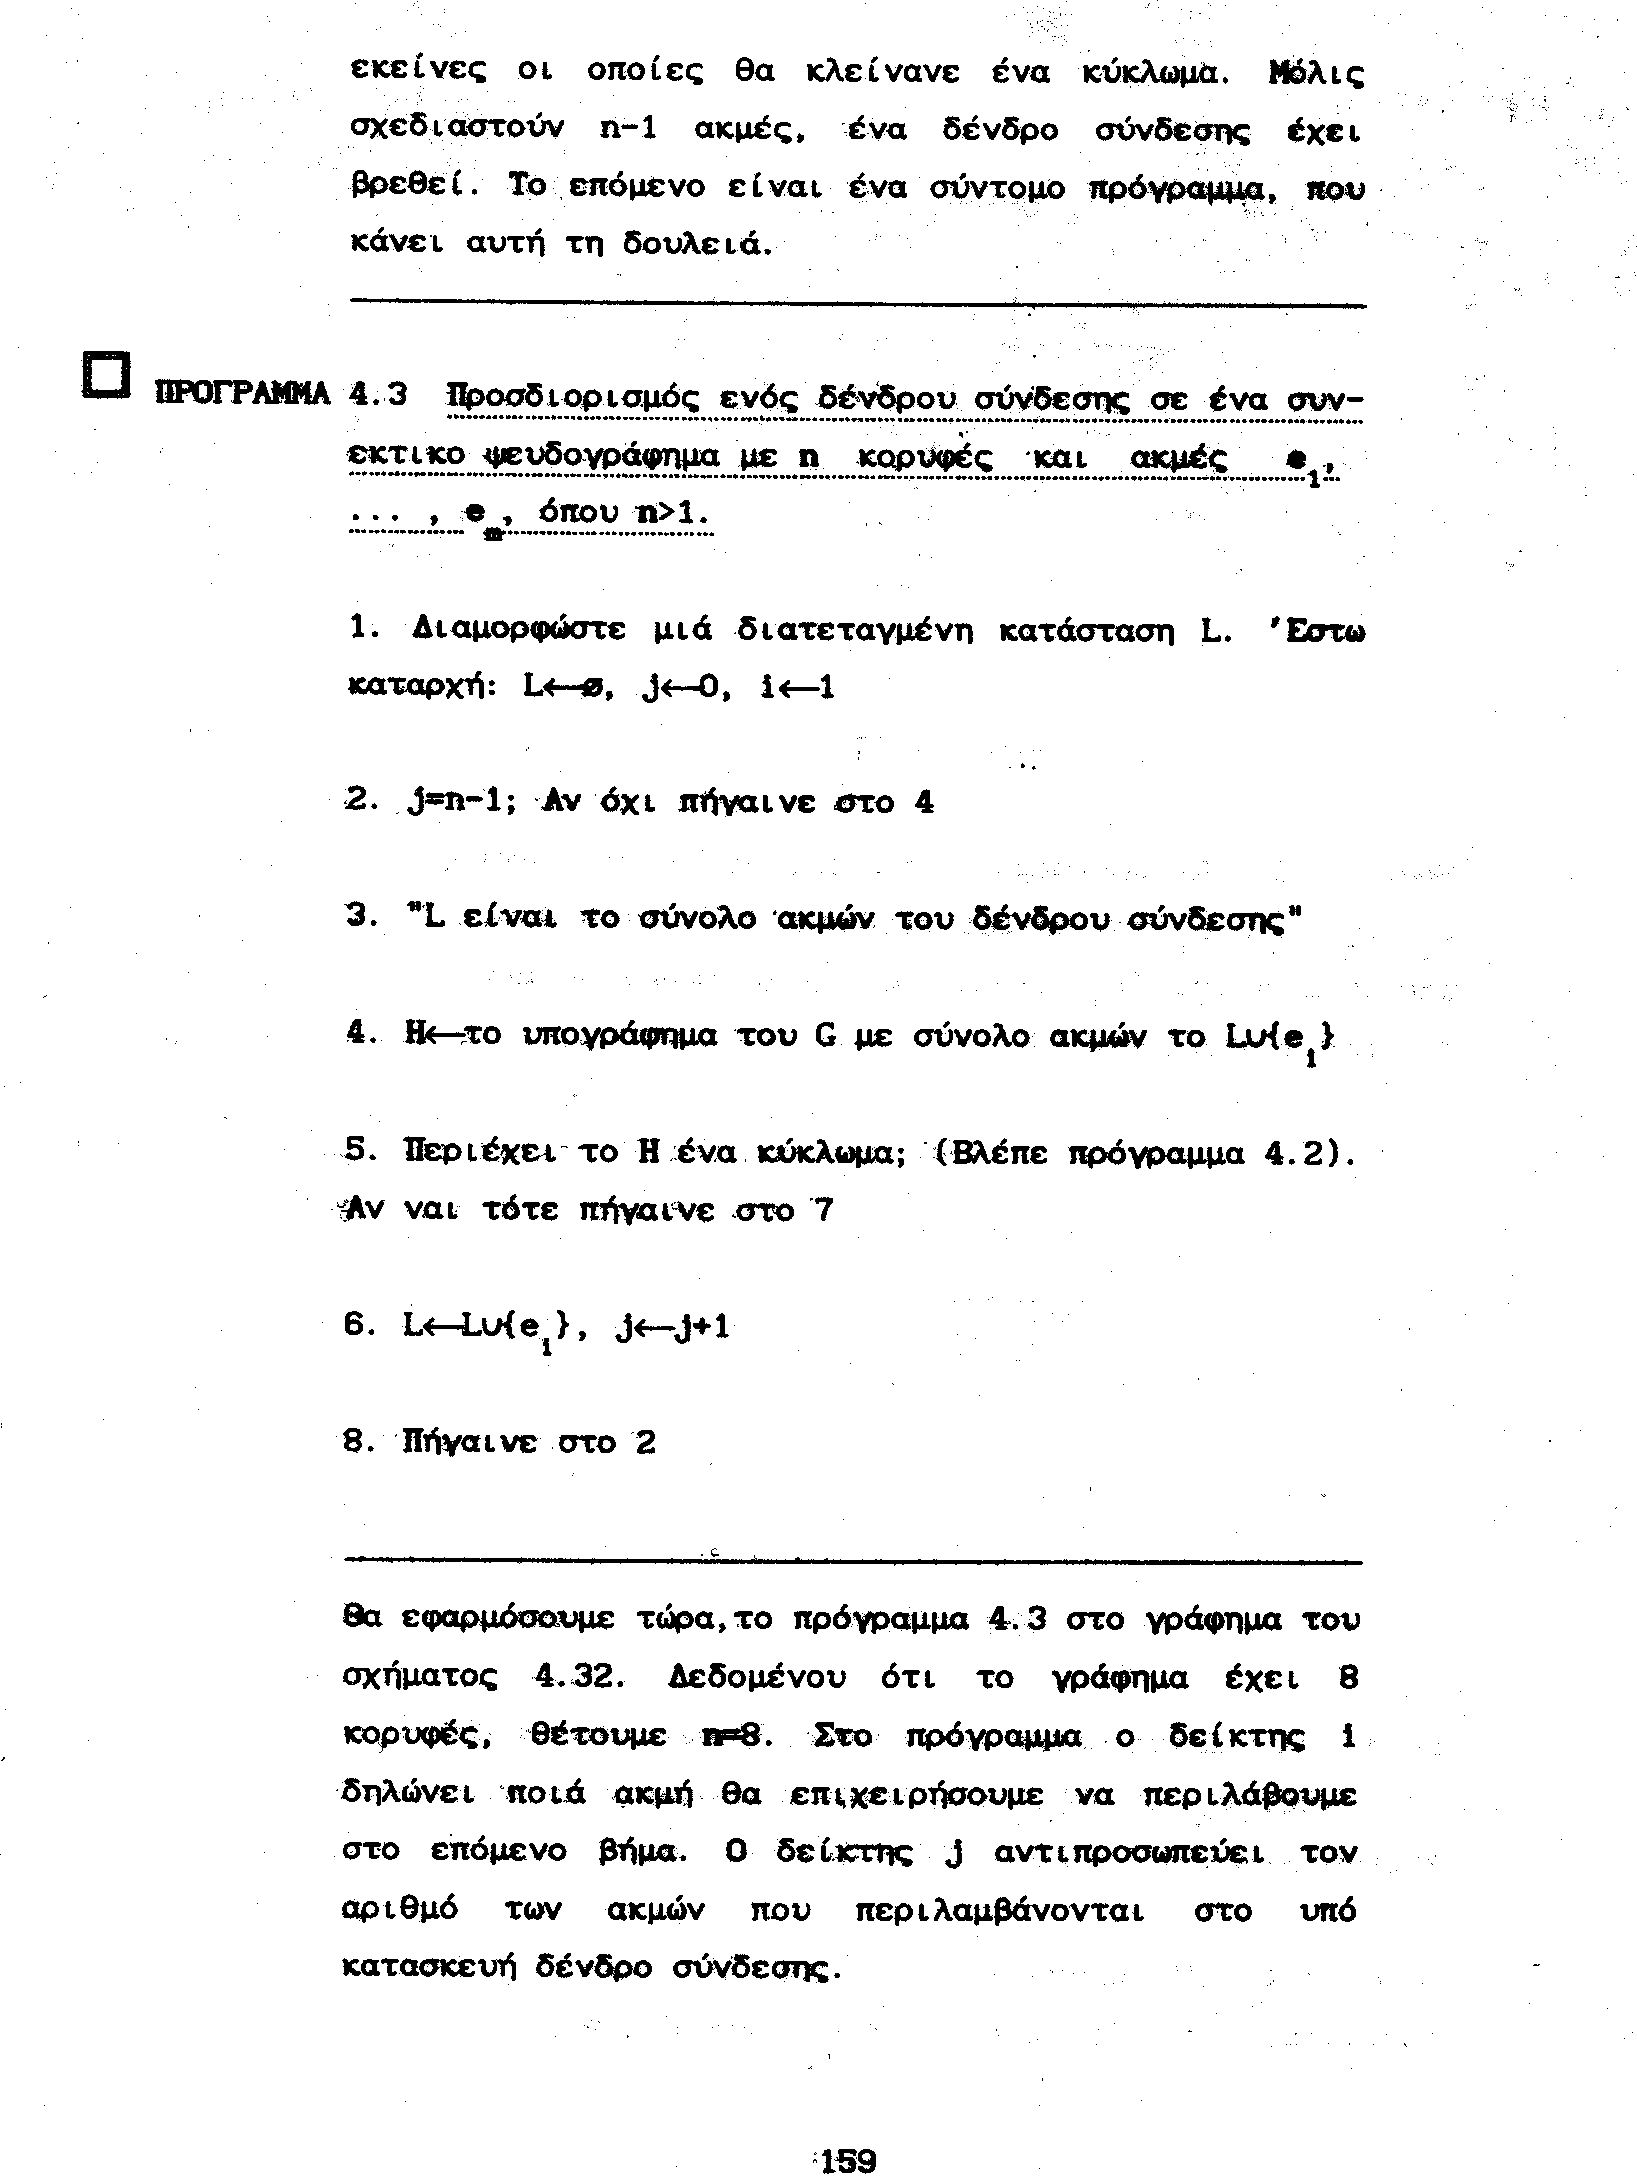 εκείνες οι οποίες θα κλείνανε ένα κύκλωμα. Μόλις
σχεδιαστούν n-1 ακμές, ένα δένδρο σύνδεσης έχει
βρεθεί. Το επόμενο είναι ένα σύντομο πρόγραμμα, που
κάνει αυτή τη δουλειά.
ΠΡΟΓΡΑΜΜΑ 4.3 Προσδιορισμός ενός δένδρου σύνδεσης σε ένα συν-
εκτικο ψευδογράφημα με n κορυφές και ακμές e₁,
... , eₘ, όπου n>1.
1. Διαμορφώστε μιά διατεταγμένη κατάσταση L. 'Εστω
καταρχή: L←ø, j←0, i←1
2. j=n-1; Αν όχι πήγαινε στο 4
3. "L είναι το σύνολο ακμών του δένδρου σύνδεσης"
4. H←το υπογράφημα του G με σύνολο ακμών το L∪{eᵢ}
5. Περιέχει το H ένα κύκλωμα; (Βλέπε πρόγραμμα 4.2).
Αν ναι τότε πήγαινε στο 7
6. L←L∪{eᵢ}, j←j+1
8. Πήγαινε στο 2
Θα εφαρμόσουμε τώρα,το πρόγραμμα 4.3 στο γράφημα του
σχήματος 4.32. Δεδομένου ότι το γράφημα έχει 8
κορυφές, θέτουμε n=8. Στο πρόγραμμα ο δείκτης i
δηλώνει ποιά ακμή θα επιχειρήσουμε να περιλάβουμε
στο επόμενο βήμα. Ο δείκτης j αντιπροσωπεύει τον
αριθμό των ακμών που περιλαμβάνονται στο υπό
κατασκευή δένδρο σύνδεσης.
159